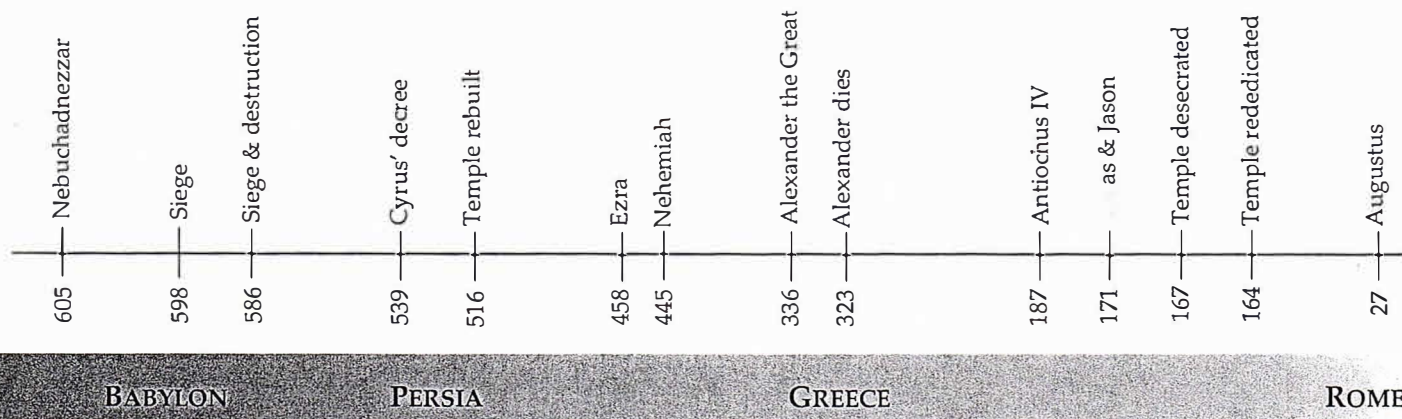 Nebuchadnezzar
Siege
Siege & destruction
Cyrus' decree
Temple rebuilt
Ezra
Nehemiah
Alexander the Great
Alexander dies
Antiochus IV
as & Jason
Temple desecrated
Temple rededicated
Augustus
605
598
586
539
516
458
445
336
323
187
171
167
164
27
BABYLON
PERSIA
GREECE
ROME